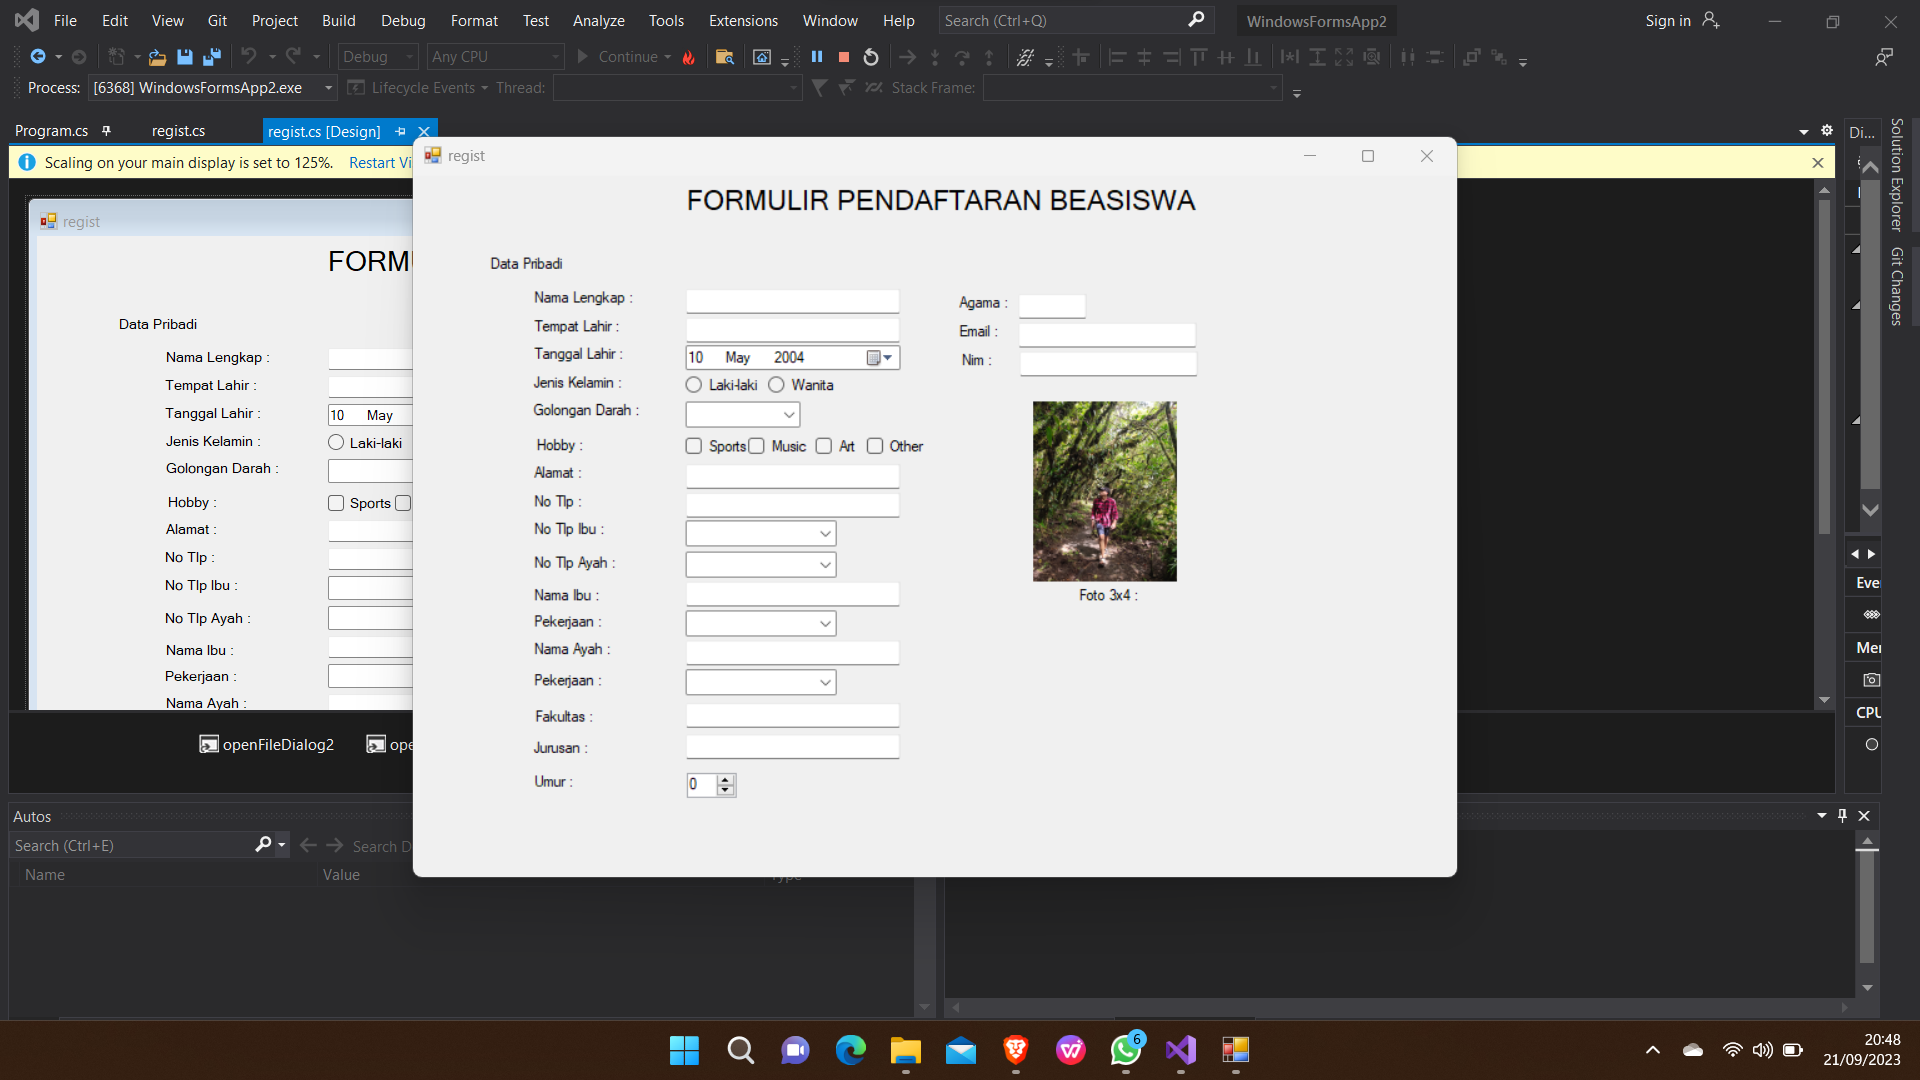 File Edit View Git Project Build Debug Format Test Analyze Tools Extensions Window Help Search (Ctrl+Q) WindowsFormsApp2 Sign in
Debug Any CPU Continue
Process: [6368] WindowsFormsApp2.exe Lifecycle Events Thread: Stack Frame:
Program.cs regist.cs regist.cs [Design]
Di...
Scaling on your main display is set to 125%. Restart Vi
Solution Explorer
Git Changes
regist
FORMU
Data Pribadi
Nama Lengkap :
Tempat Lahir :
Tanggal Lahir : 10 May
Jenis Kelamin : Laki-laki
Golongan Darah :
Hobby : Sports
Alamat :
No Tlp :
No Tlp Ibu :
No Tlp Ayah :
Nama Ibu :
Pekerjaan :
Nama Ayah :
openFileDialog2 ope
regist
FORMULIR PENDAFTARAN BEASISWA
Data Pribadi
Nama Lengkap :
Tempat Lahir :
Tanggal Lahir : 10 May 2004
Jenis Kelamin : Laki-laki Wanita
Golongan Darah :
Hobby : Sports Music Art Other
Alamat :
No Tlp :
No Tlp Ibu :
No Tlp Ayah :
Nama Ibu :
Pekerjaan :
Nama Ayah :
Pekerjaan :
Fakultas :
Jurusan :
Umur : 0
Agama :
Email :
Nim :
Foto 3x4 :
Eve
Mer
CPU
Autos
Search (Ctrl+E) Search D
Name Value Type
6
20:48
21/09/2023